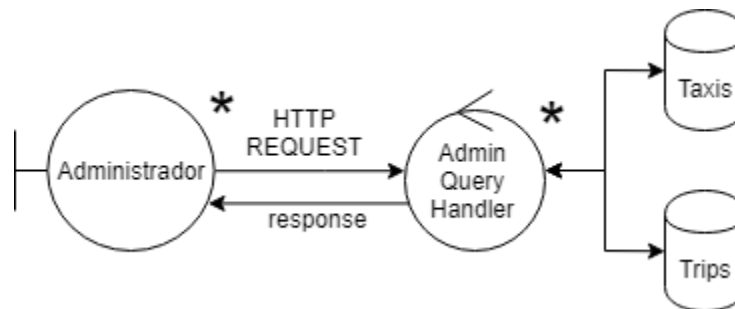 Administrador
*
HTTP
REQUEST
response
Admin
Query
Handler
*
Taxis
Trips